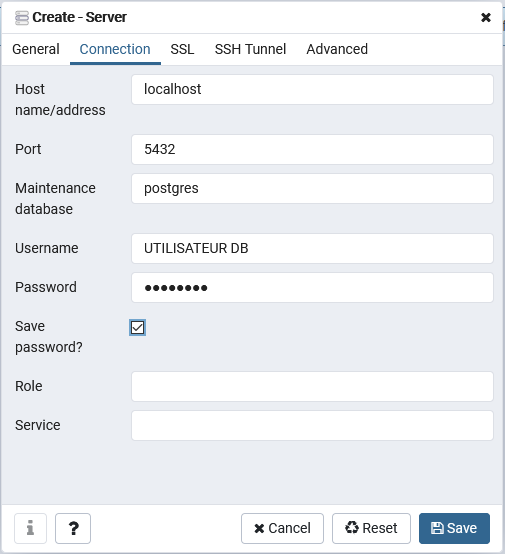 Create - Server
General Connection SSL SSH Tunnel Advanced
Host
name/address
localhost
Port
5432
Maintenance
database
postgres
Username
UTILISATEUR DB
Password
●●●●●●●●
Save
password?
Role
Service
i ? Cancel Reset Save